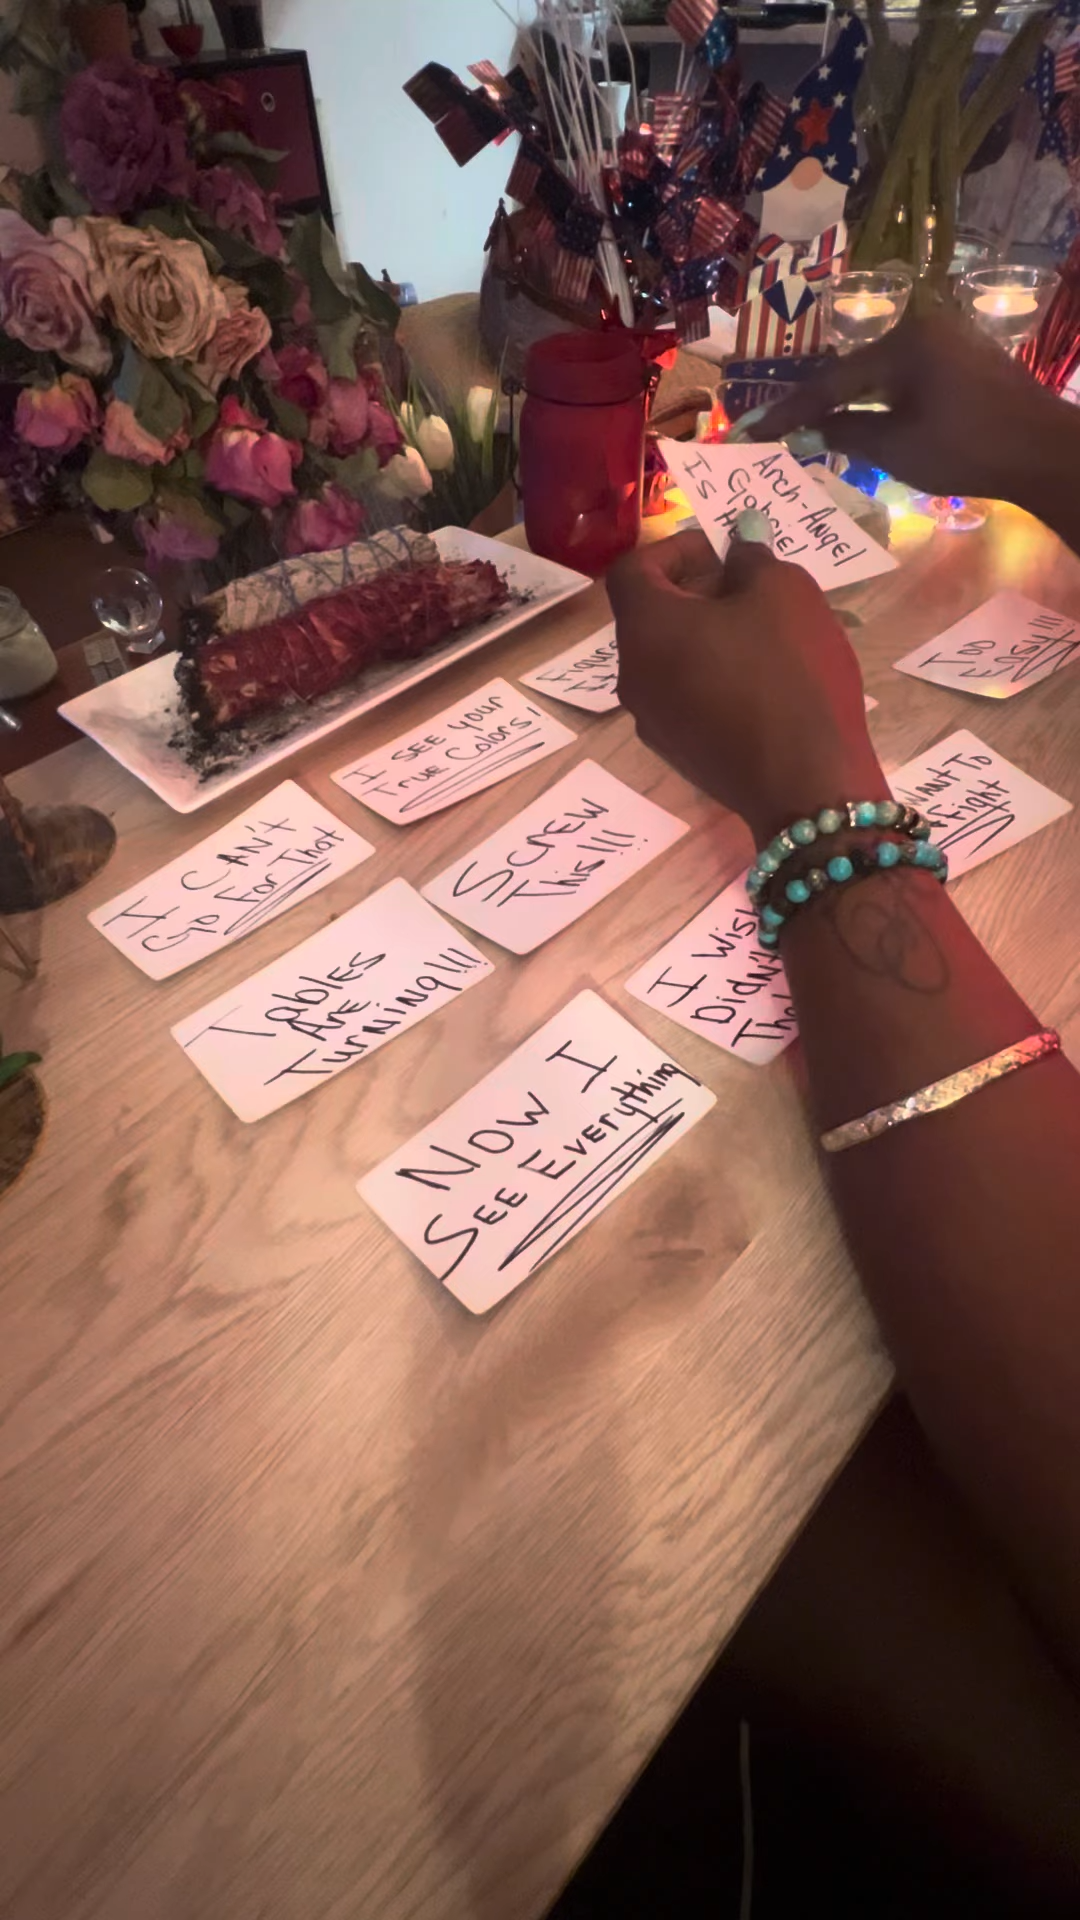 Arch-Angel
Gabriel
Is
Too
Easy!!!
Figure
I SEE your
True Colors!
WANT To
Fight
I CAN'T
Go For That
SCREW
This!!!
Tables
Are
Turning!!!
I Wish
Didn't
NOW I
SEE Everything